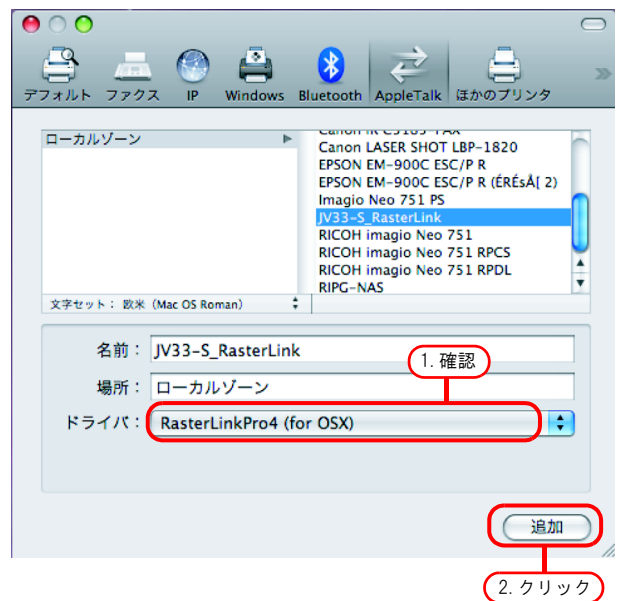 デフォルト ファクス IP Windows Bluetooth AppleTalk ほかのプリンタ
ローカルゾーン
Canon LASER SHOT LBP-1820
EPSON EM-900C ESC/P R
EPSON EM-900C ESC/P R (ÉRÉsÅ[ 2)
Imagio Neo 751 PS
JV33-S_RasterLink
RICOH imagio Neo 751
RICOH imagio Neo 751 RPCS
RICOH imagio Neo 751 RPDL
RIPG-NAS
文字セット： 欧米 (Mac OS Roman)
名前： JV33-S_RasterLink
1. 確認
場所： ローカルゾーン
ドライバ： RasterLinkPro4 (for OSX)
追加
2. クリック